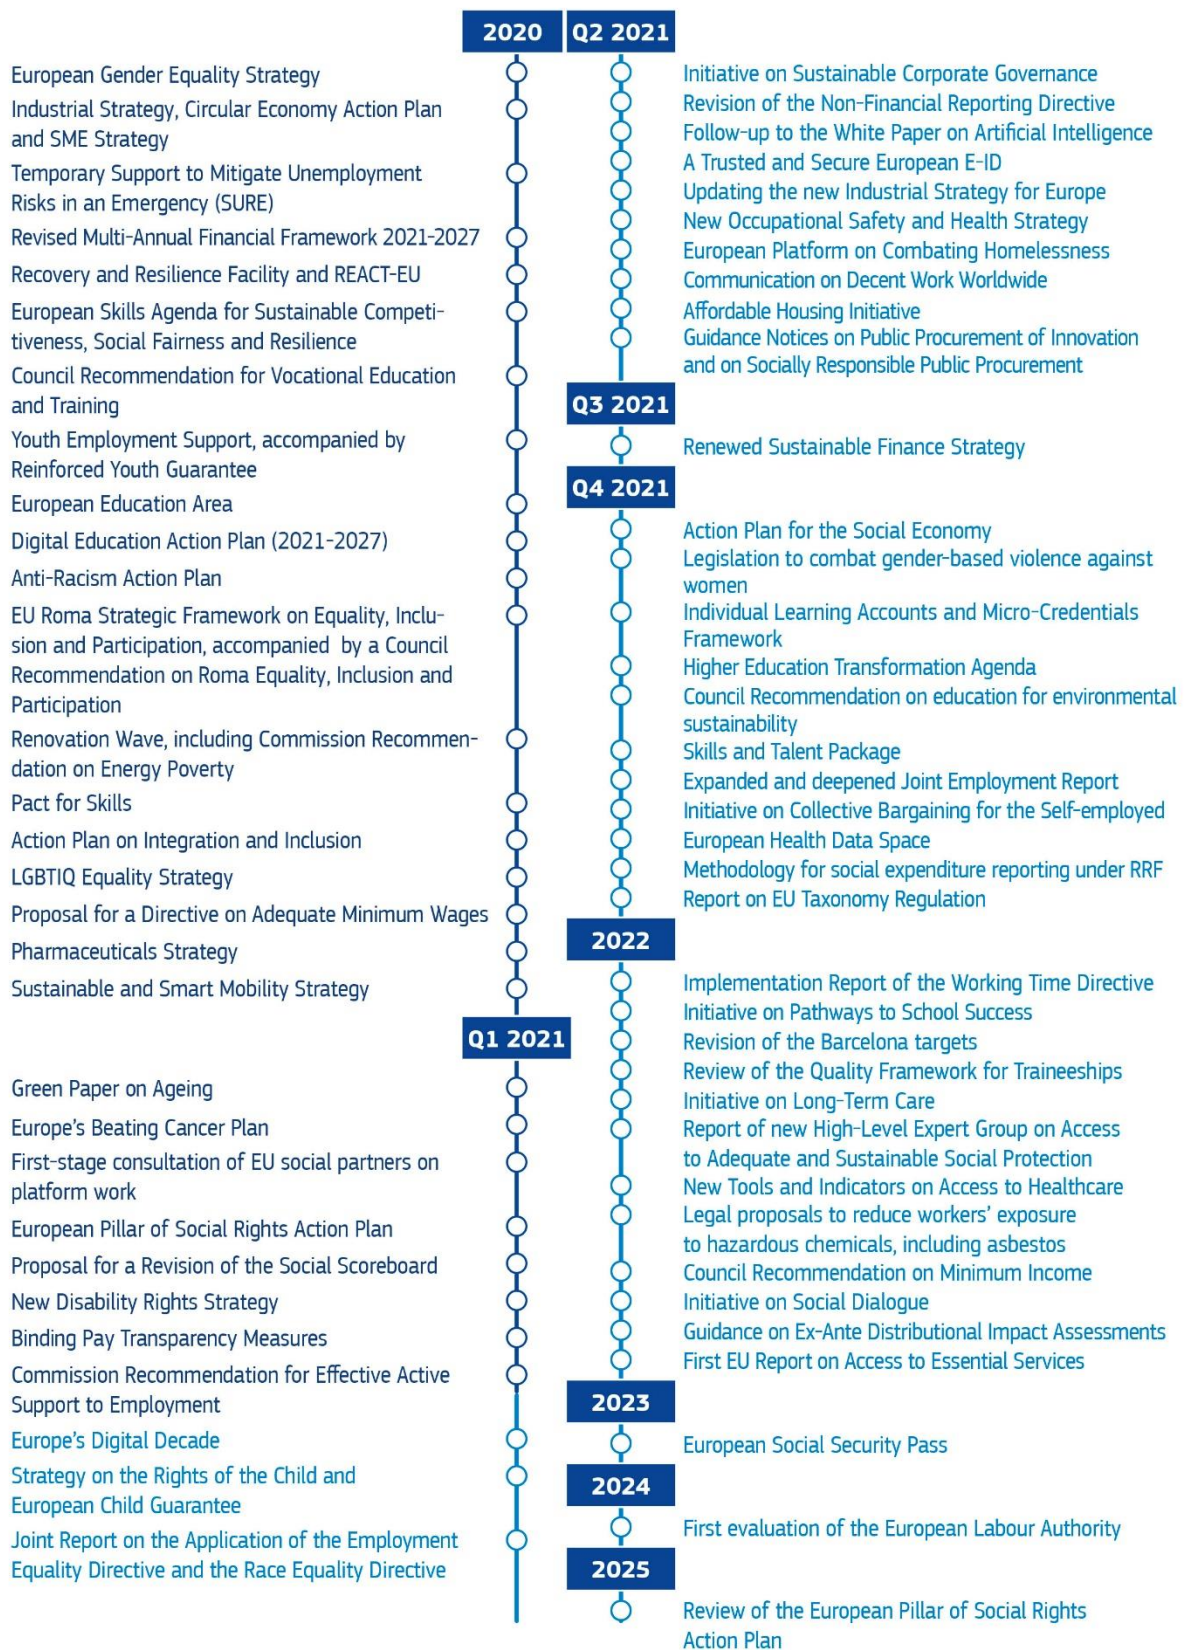 2020
European Gender Equality Strategy
Industrial Strategy, Circular Economy Action Plan
and SME Strategy
Temporary Support to Mitigate Unemployment
Risks in an Emergency (SURE)
Revised Multi-Annual Financial Framework 2021-2027
Recovery and Resilience Facility and REACT-EU
European Skills Agenda for Sustainable Competi-
tiveness, Social Fairness and Resilience
Council Recommendation for Vocational Education
and Training
Youth Employment Support, accompanied by
Reinforced Youth Guarantee
European Education Area
Digital Education Action Plan (2021-2027)
Anti-Racism Action Plan
EU Roma Strategic Framework on Equality, Inclu-
sion and Participation, accompanied by a Council
Recommendation on Roma Equality, Inclusion and
Participation
Renovation Wave, including Commission Recommen-
dation on Energy Poverty
Pact for Skills
Action Plan on Integration and Inclusion
LGBTIQ Equality Strategy
Proposal for a Directive on Adequate Minimum Wages
Pharmaceuticals Strategy
Sustainable and Smart Mobility Strategy
Q1 2021
Green Paper on Ageing
Europe's Beating Cancer Plan
First-stage consultation of EU social partners on
platform work
European Pillar of Social Rights Action Plan
Proposal for a Revision of the Social Scoreboard
New Disability Rights Strategy
Binding Pay Transparency Measures
Commission Recommendation for Effective Active
Support to Employment
Europe's Digital Decade
Strategy on the Rights of the Child and
European Child Guarantee
Joint Report on the Application of the Employment
Equality Directive and the Race Equality Directive
Q2 2021
Initiative on Sustainable Corporate Governance
Revision of the Non-Financial Reporting Directive
Follow-up to the White Paper on Artificial Intelligence
A Trusted and Secure European E-ID
Updating the new Industrial Strategy for Europe
New Occupational Safety and Health Strategy
European Platform on Combating Homelessness
Communication on Decent Work Worldwide
Affordable Housing Initiative
Guidance Notices on Public Procurement of Innovation
and on Socially Responsible Public Procurement
Q3 2021
Renewed Sustainable Finance Strategy
Q4 2021
Action Plan for the Social Economy
Legislation to combat gender-based violence against
women
Individual Learning Accounts and Micro-Credentials
Framework
Higher Education Transformation Agenda
Council Recommendation on education for environmental
sustainability
Skills and Talent Package
Expanded and deepened Joint Employment Report
Initiative on Collective Bargaining for the Self-employed
European Health Data Space
Methodology for social expenditure reporting under RRF
Report on EU Taxonomy Regulation
2022
Implementation Report of the Working Time Directive
Initiative on Pathways to School Success
Revision of the Barcelona targets
Review of the Quality Framework for Traineeships
Initiative on Long-Term Care
Report of new High-Level Expert Group on Access
to Adequate and Sustainable Social Protection
New Tools and Indicators on Access to Healthcare
Legal proposals to reduce workers' exposure
to hazardous chemicals, including asbestos
Council Recommendation on Minimum Income
Initiative on Social Dialogue
Guidance on Ex-Ante Distributional Impact Assessments
First EU Report on Access to Essential Services
2023
European Social Security Pass
2024
First evaluation of the European Labour Authority
2025
Review of the European Pillar of Social Rights
Action Plan